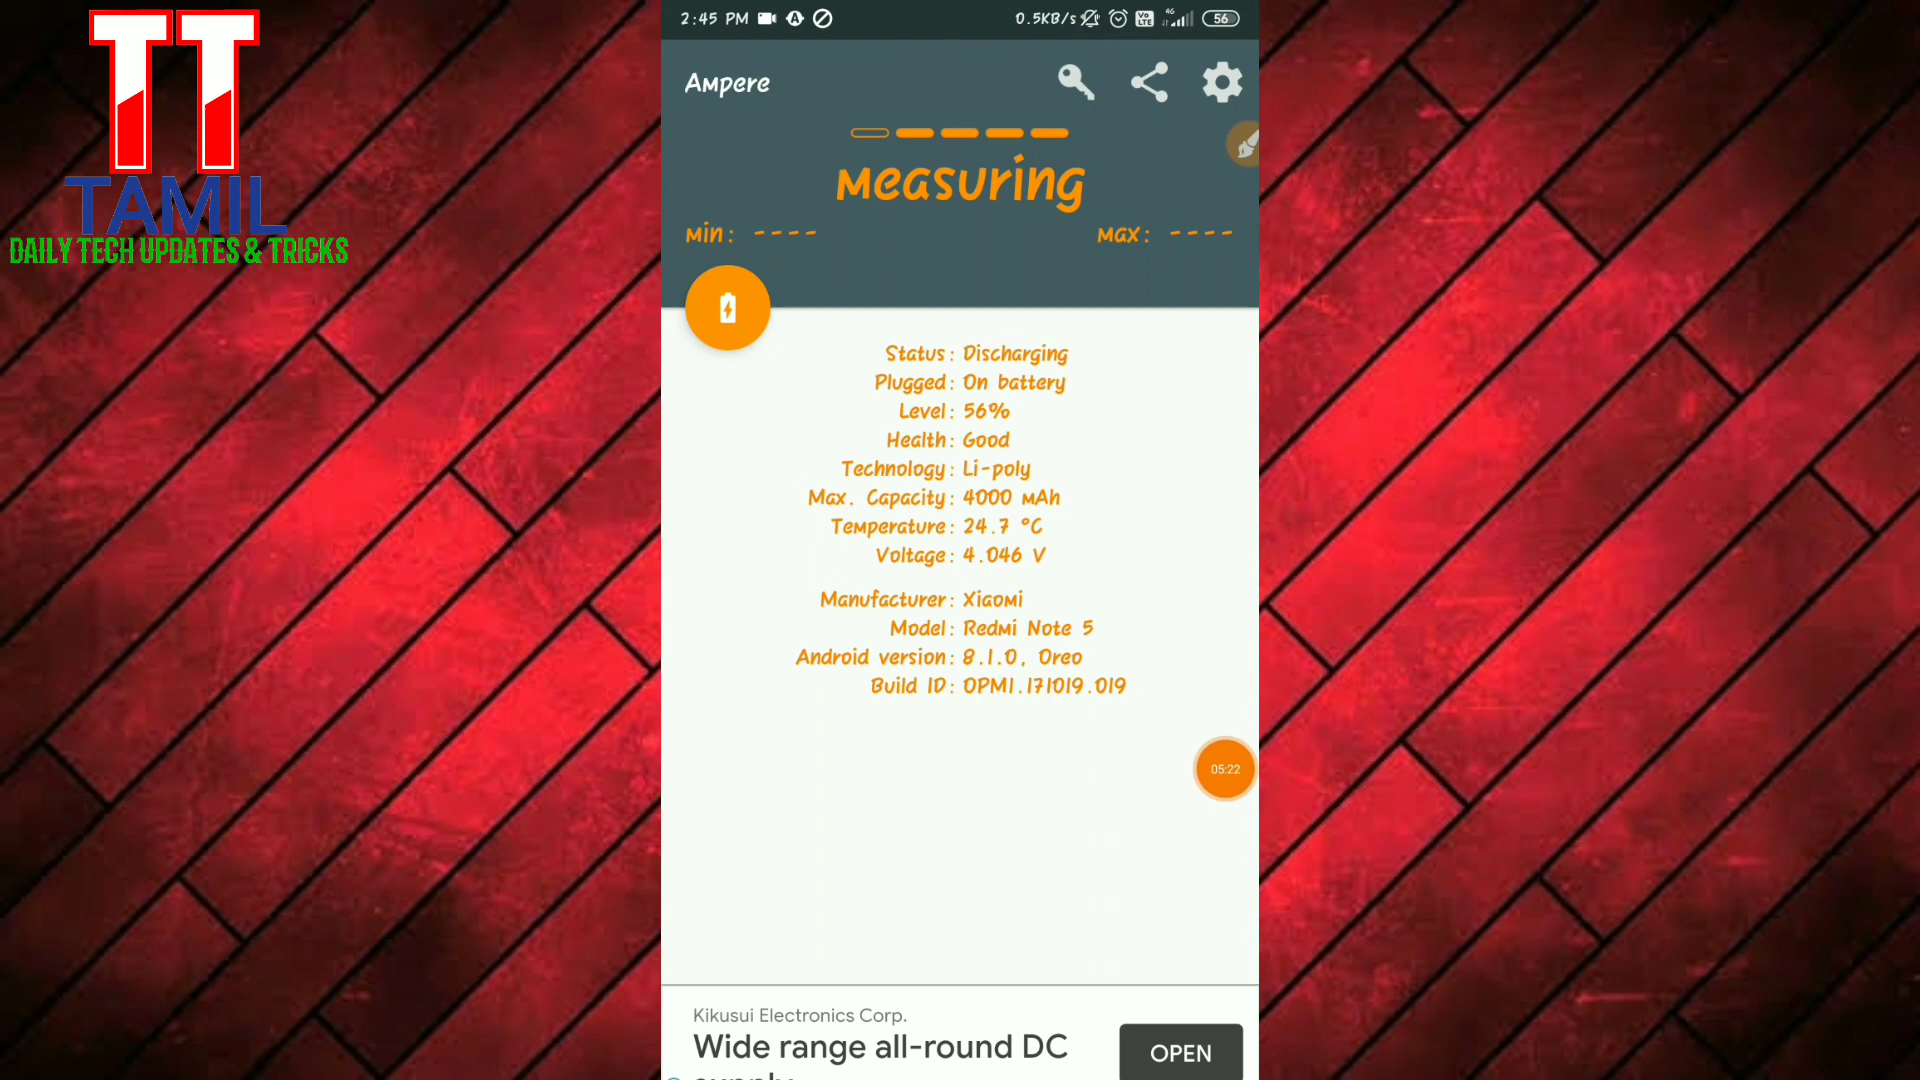 TT
TAMIL
DAILY TECH UPDATES & TRICKS
2:45 PM
0.5KB/s
Vo LTE
4G
56
Ampere
Measuring
Min: ----
Max: ----
Status: Discharging
Plugged: On battery
Level: 56%
Health: Good
Technology: Li-poly
Max. Capacity: 4000 mAh
Temperature: 24.7 °C
Voltage: 4.046 V
Manufacturer: Xiaomi
Model: Redmi Note 5
Android version: 8.1.0, Oreo
Build ID: OPM1.171019.019
05:22
Kikusui Electronics Corp.
Wide range all-round DC
OPEN